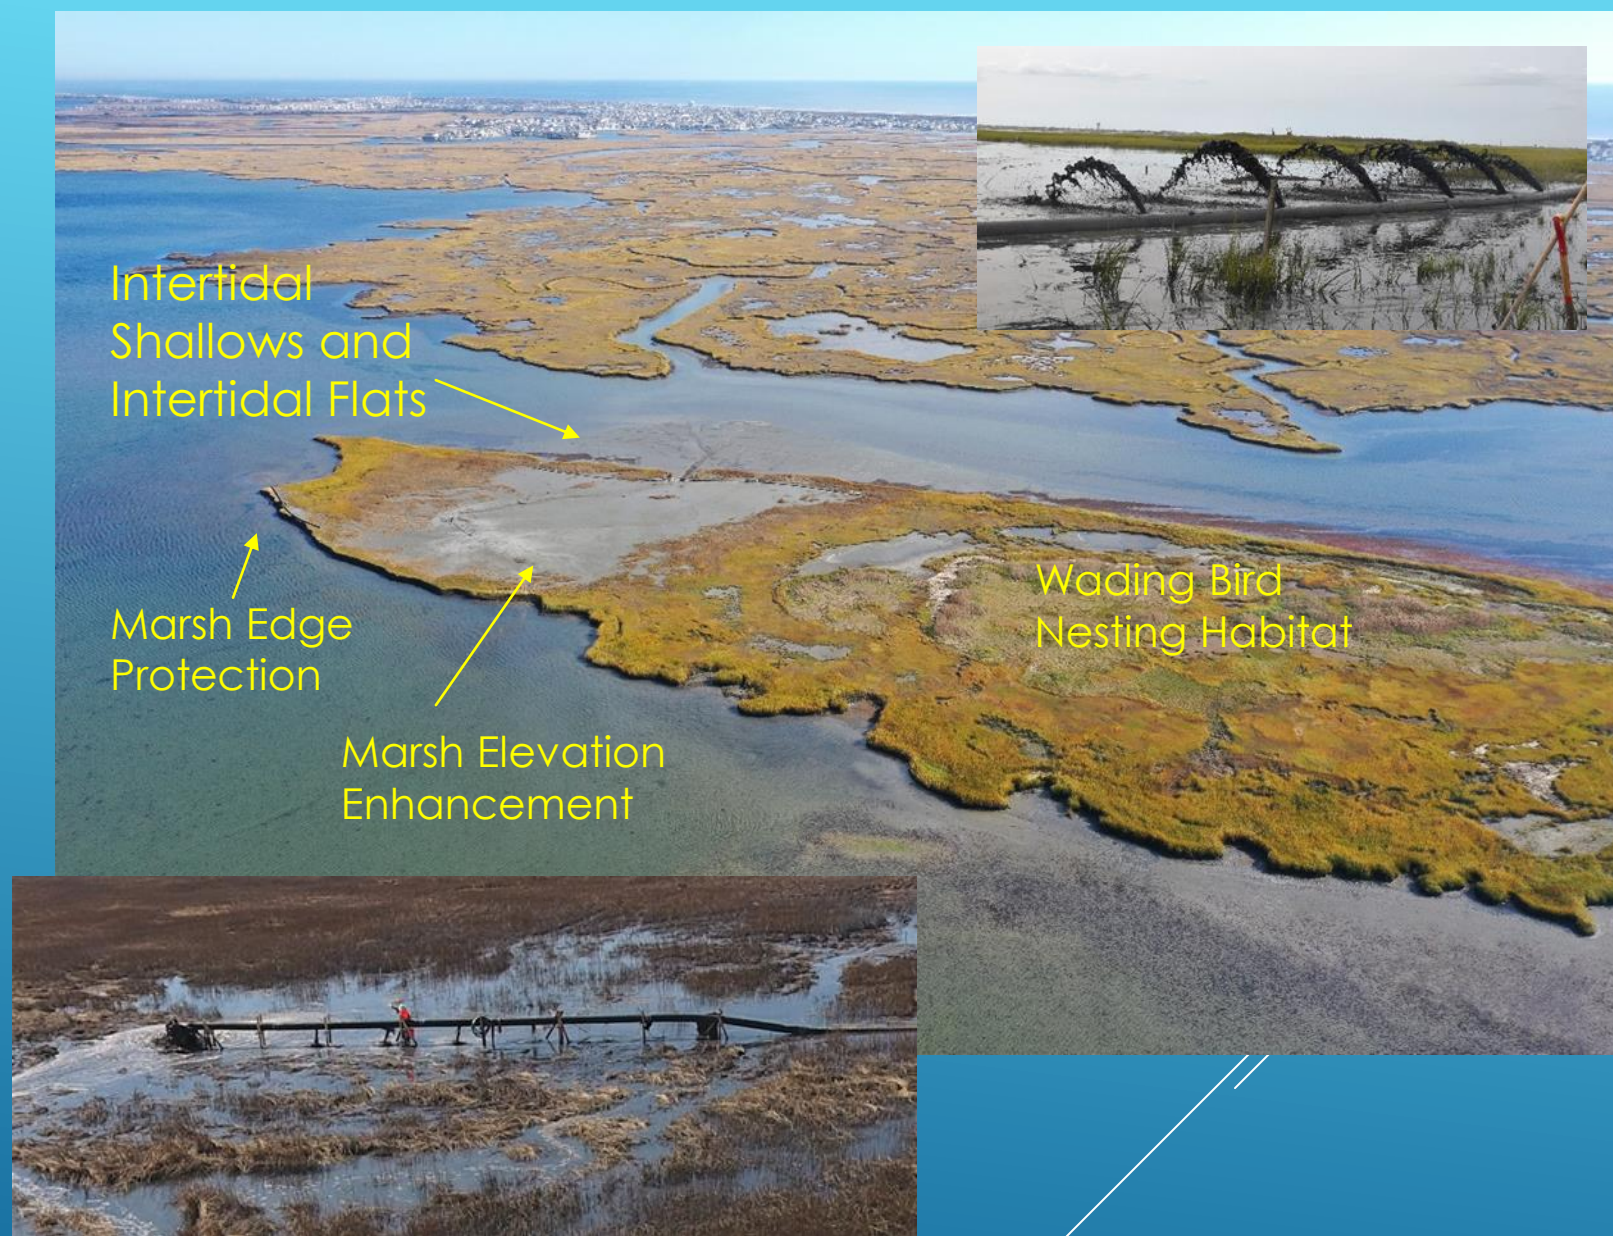 Intertidal
Shallows and
Intertidal Flats
Marsh Edge
Protection
Marsh Elevation
Enhancement
Wading Bird
Nesting Habitat